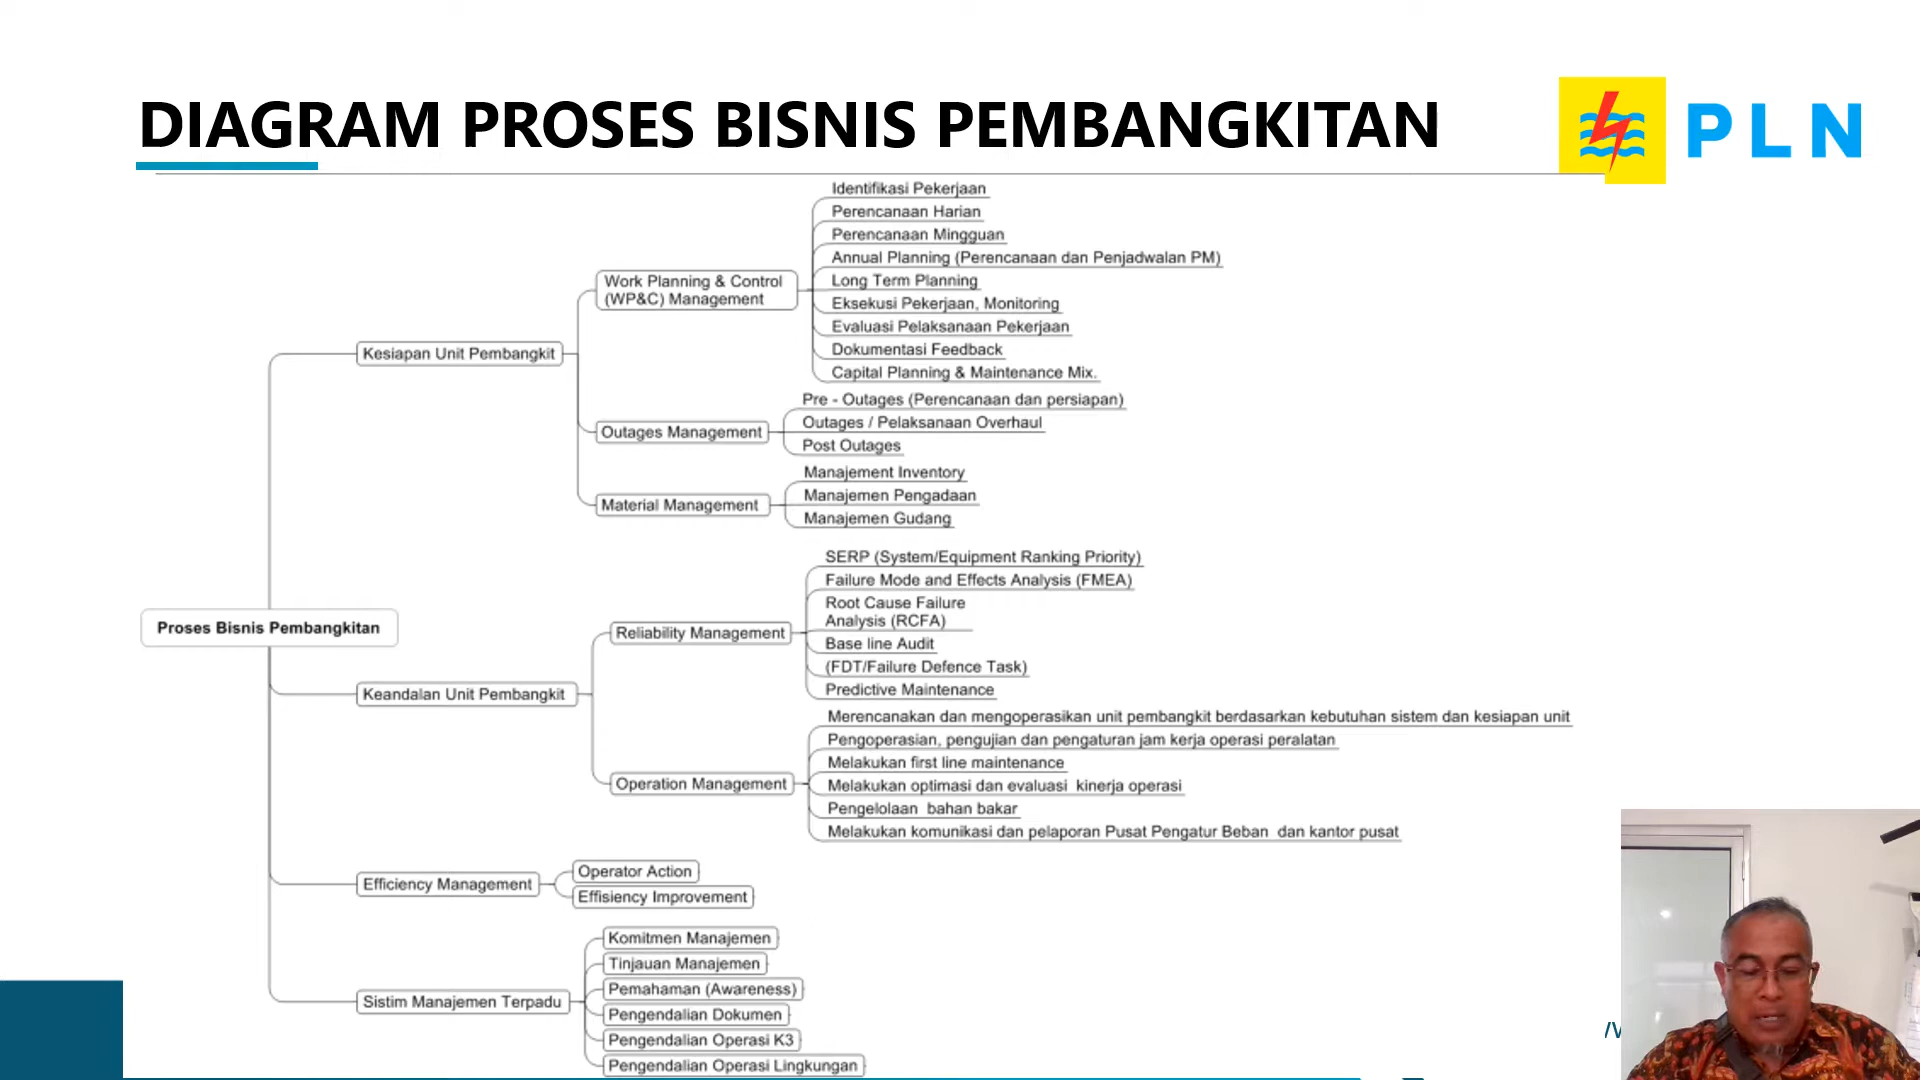 DIAGRAM PROSES BISNIS PEMBANGKITAN
PLN
Identifikasi Pekerjaan
Perencanaan Harian
Perencanaan Mingguan
Annual Planning (Perencanaan dan Penjadwalan PM)
Work Planning & Control
(WP&C) Management
Long Term Planning
Eksekusi Pekerjaan, Monitoring
Evaluasi Pelaksanaan Pekerjaan
Dokumentasi Feedback
Capital Planning & Maintenance Mix.
Kesiapan Unit Pembangkit
Pre - Outages (Perencanaan dan persiapan)
Outages Management
Outages / Pelaksanaan Overhaul
Post Outages
Manajement Inventory
Material Management
Manajemen Pengadaan
Manajemen Gudang
SERP (System/Equipment Ranking Priority)
Failure Mode and Effects Analysis (FMEA)
Root Cause Failure
Analysis (RCFA)
Proses Bisnis Pembangkitan
Reliability Management
Base line Audit
(FDT/Failure Defence Task)
Predictive Maintenance
Keandalan Unit Pembangkit
Merencanakan dan mengoperasikan unit pembangkit berdasarkan kebutuhan sistem dan kesiapan unit
Pengoperasian, pengujian dan pengaturan jam kerja operasi peralatan
Melakukan first line maintenance
Operation Management
Melakukan optimasi dan evaluasi kinerja operasi
Pengelolaan bahan bakar
Melakukan komunikasi dan pelaporan Pusat Pengatur Beban dan kantor pusat
Efficiency Management
Operator Action
Effisiency Improvement
Komitmen Manajemen
Tinjauan Manajemen
Pemahaman (Awareness)
Sistim Manajemen Terpadu
Pengendalian Dokumen
Pengendalian Operasi K3
Pengendalian Operasi Lingkungan